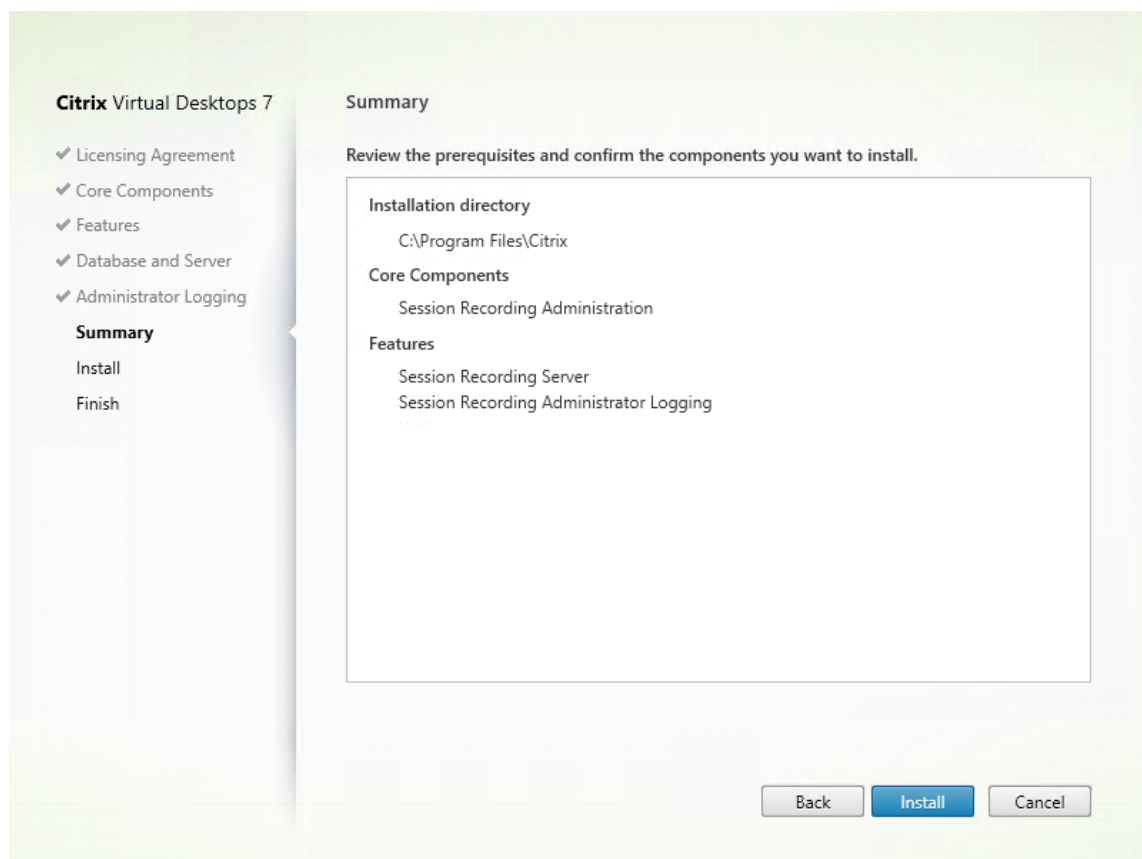 Citrix Virtual Desktops 7
Licensing Agreement
Core Components
Features
Database and Server
Administrator Logging
Summary
Install
Finish
Summary
Review the prerequisites and confirm the components you want to install.
Installation directory
C:\Program Files\Citrix
Core Components
Session Recording Administration
Features
Session Recording Server
Session Recording Administrator Logging
Back
Install
Cancel